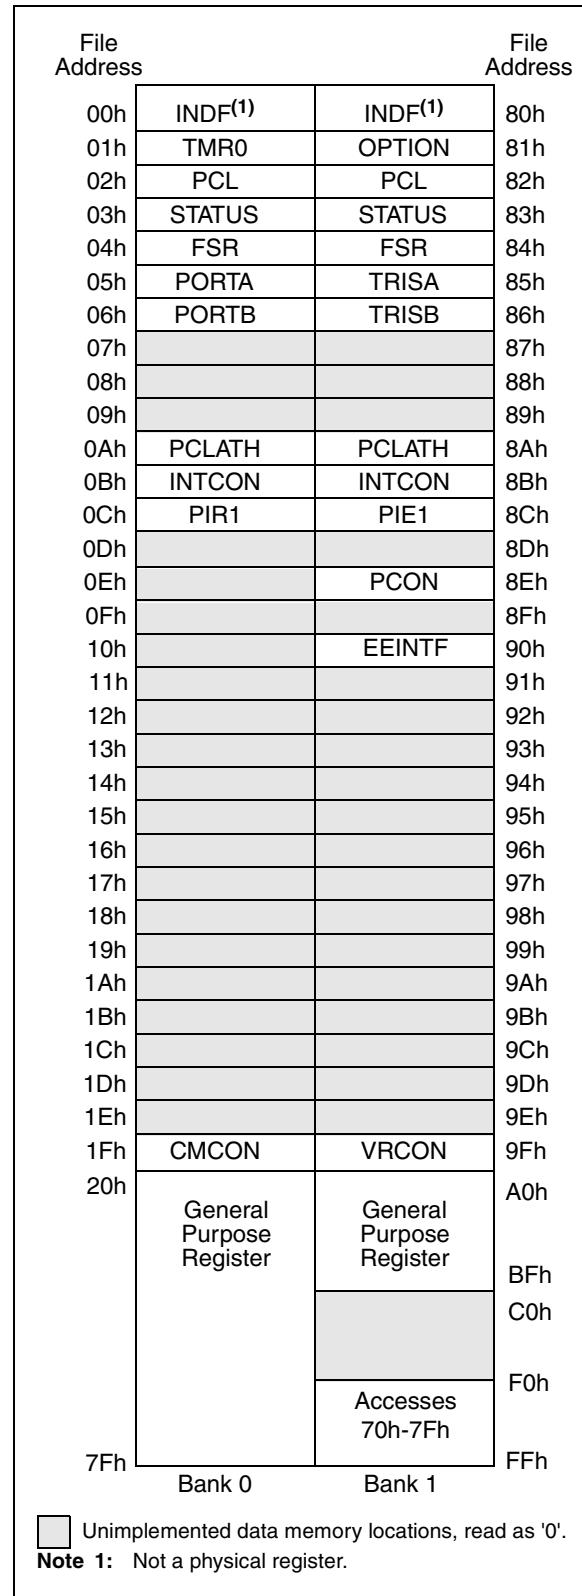 File Address File Address
00h INDF(1) INDF(1) 80h
01h TMR0 OPTION 81h
02h PCL PCL 82h
03h STATUS STATUS 83h
04h FSR FSR 84h
05h PORTA TRISA 85h
06h PORTB TRISB 86h
07h 87h
08h 88h
09h 89h
0Ah PCLATH PCLATH 8Ah
0Bh INTCON INTCON 8Bh
0Ch PIR1 PIE1 8Ch
0Dh 8Dh
0Eh PCON 8Eh
0Fh 8Fh
10h EEINTF 90h
11h 91h
12h 92h
13h 93h
14h 94h
15h 95h
16h 96h
17h 97h
18h 98h
19h 99h
1Ah 9Ah
1Bh 9Bh
1Ch 9Ch
1Dh 9Dh
1Eh 9Eh
1Fh CMCON VRCON 9Fh
20h A0h
General General
Purpose Purpose
Register Register
BFh
C0h
F0h
Accesses
70h-7Fh
7Fh FFh
Bank 0 Bank 1
Unimplemented data memory locations, read as '0'.
Note 1: Not a physical register.